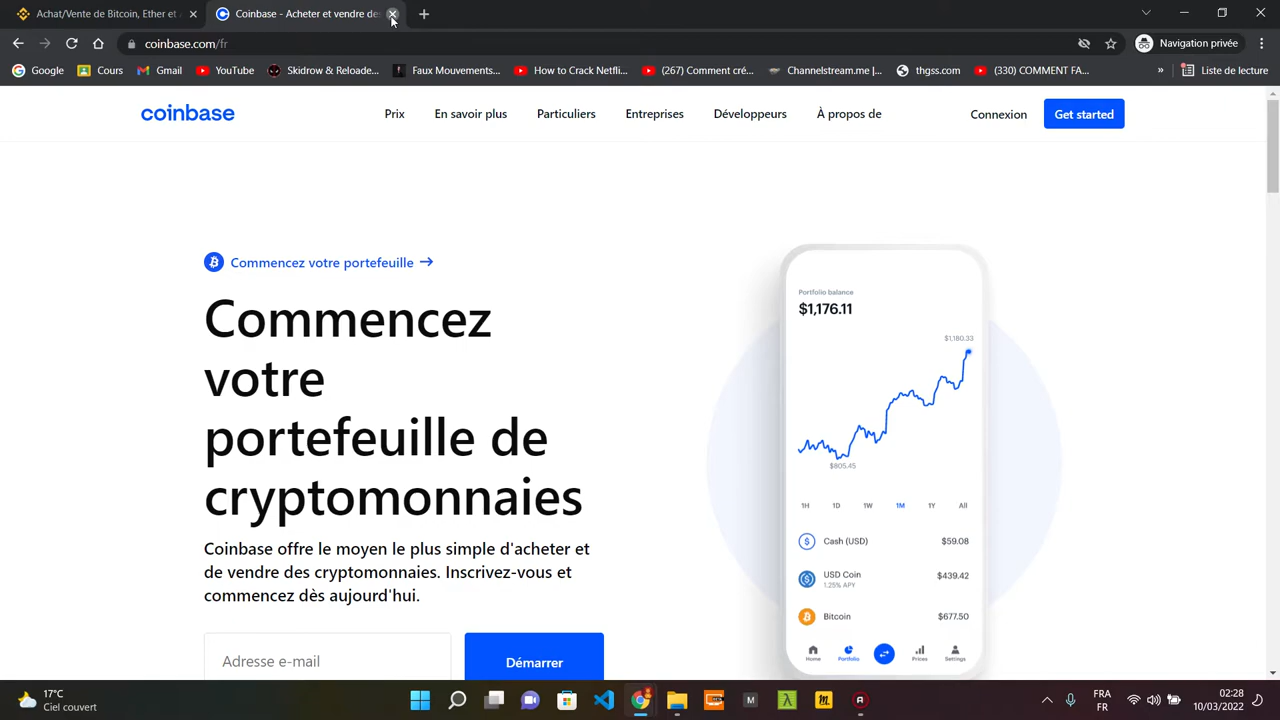 Achat/Vente de Bitcoin, Ether et a
Coinbase - Acheter et vendre des
coinbase.com/fr
Navigation privée
Google
Cours
Gmail
YouTube
Skidrow & Reloade...
Faux Mouvements...
How to Crack Netfli...
(267) Comment cré...
Channelstream.me |...
thgss.com
(330) COMMENT FA...
»
Liste de lecture
coinbase
Prix
En savoir plus
Particuliers
Entreprises
Développeurs
À propos de
Connexion
Get started
Commencez votre portefeuille →
Commencez
votre
portefeuille de
cryptomonnaies
Coinbase offre le moyen le plus simple d'acheter et
de vendre des cryptomonnaies. Inscrivez-vous et
commencez dès aujourd'hui.
Adresse e-mail
Démarrer
Portfolio balance
$1,176.11
$1,180.33
$805.45
1H 1D 1W 1M 1Y All
Cash (USD) $59.08
USD Coin $439.42
1.25% APY
Bitcoin $677.50
Home Portfolio Prices Settings
17°C
Ciel couvert
FRA
FR
02:28
10/03/2022